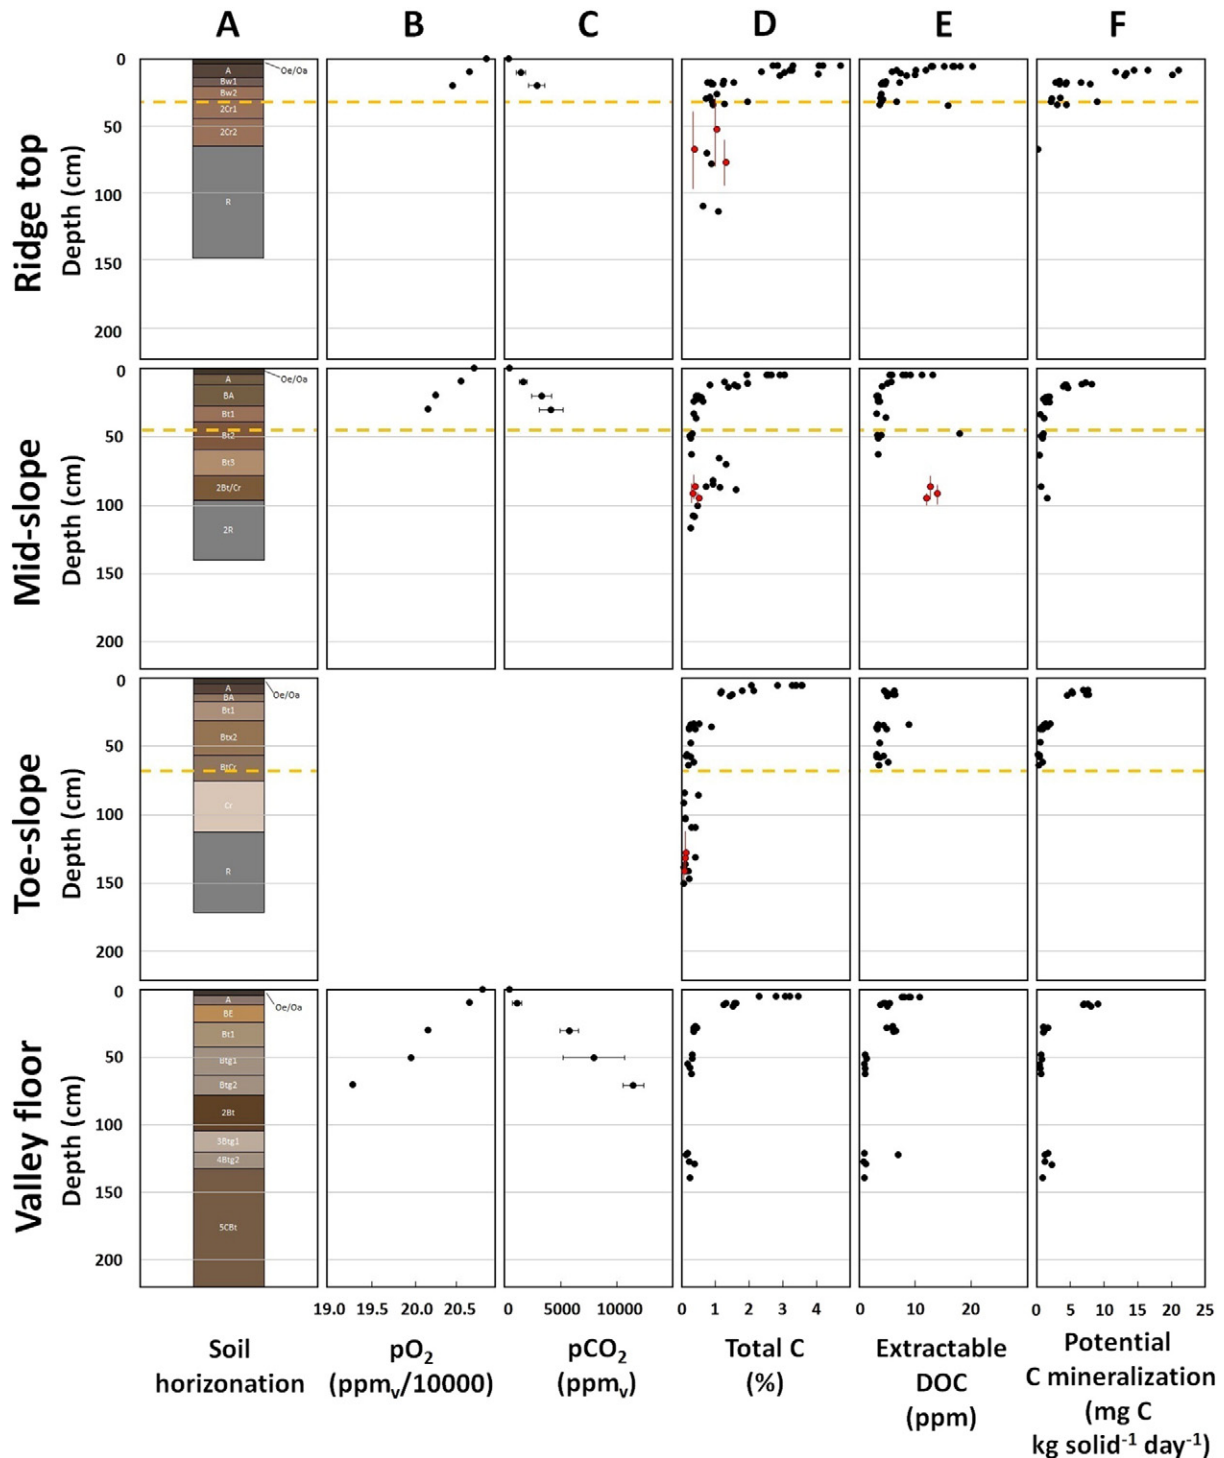 A B C D E F
Ridge top
Depth (cm)
0
50
100
150
200
Oe/Oa
A
Bw1
Bw2
2Cr1
2Cr2
R
Mid-slope
Depth (cm)
0
50
100
150
200
Oe/Oa
A
BA
Bt1
Bt2
Bt3
2Bt/Cr
2R
Toe-slope
Depth (cm)
0
50
100
150
200
Oe/Oa
A
BA
Bt1
Btx2
BtCr
Cr
R
Valley floor
Depth (cm)
0
50
100
150
200
Oe/Oa
A
BE
Bt1
Btg1
Btg2
2Bt
3Btg1
4Btg2
5CBt
19.0 19.5 20.0 20.5
0 5000 10000
0 1 2 3 4
0 10 20
0 5 10 15 20 25
Soil
horizonation
pO₂
(ppmᵥ/10000)
pCO₂
(ppmᵥ)
Total C
(%)
Extractable
DOC
(ppm)
Potential
C mineralization
(mg C
kg solid⁻¹ day⁻¹)